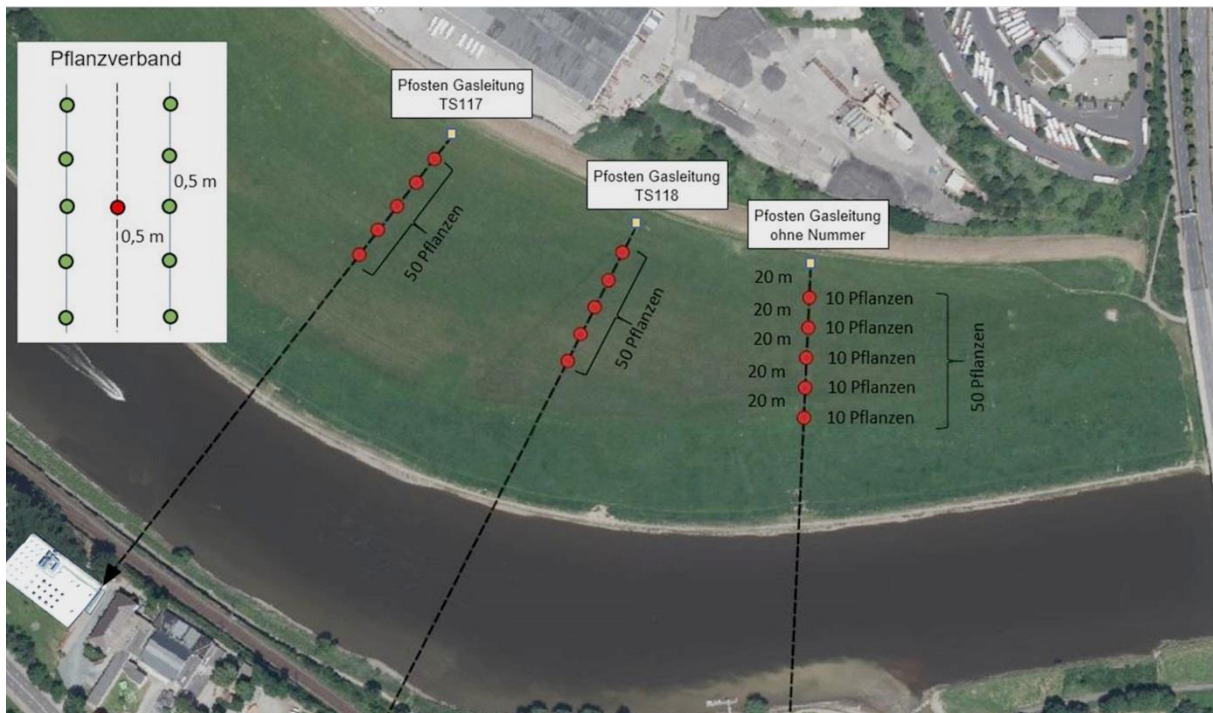 Pflanzverband
0,5 m
0,5 m
Pfosten Gasleitung
TS117
50 Pflanzen
Pfosten Gasleitung
TS118
50 Pflanzen
Pfosten Gasleitung
ohne Nummer
20 m
10 Pflanzen
20 m
10 Pflanzen
20 m
10 Pflanzen
20 m
10 Pflanzen
20 m
10 Pflanzen
50 Pflanzen